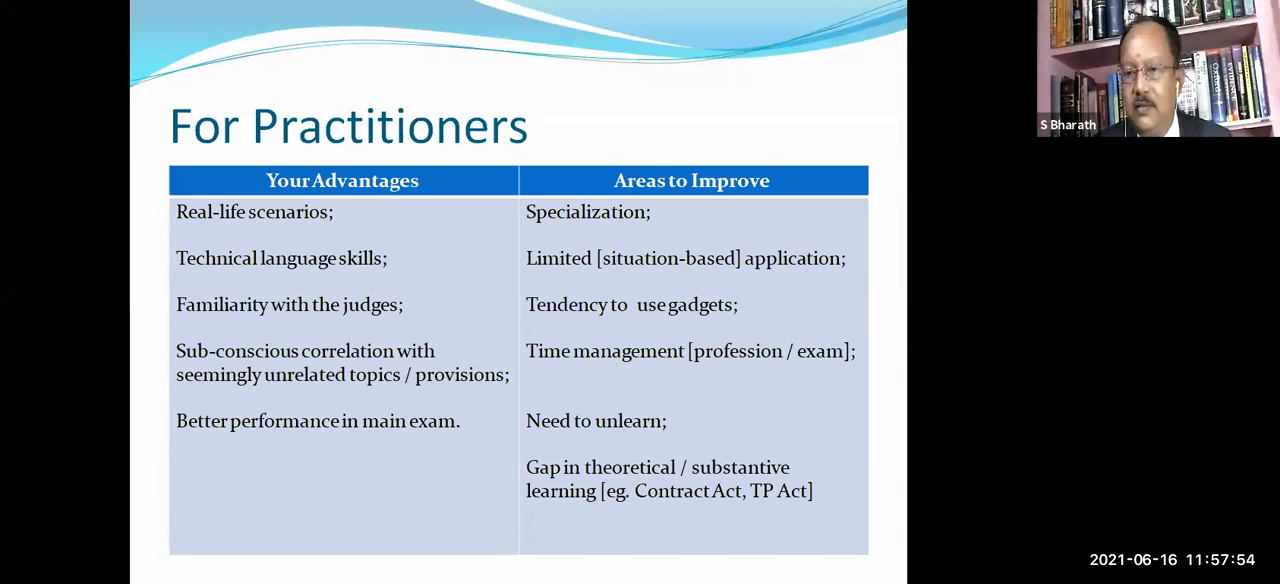 For Practitioners
Your Advantages
Areas to Improve
Real-life scenarios;
Specialization;
Technical language skills;
Limited [situation-based] application;
Familiarity with the judges;
Tendency to use gadgets;
Sub-conscious correlation with
seemingly unrelated topics / provisions;
Time management [profession / exam];
Better performance in main exam.
Need to unlearn;
Gap in theoretical / substantive
learning [eg. Contract Act, TP Act]
S Bharath
Oxford
2021-06-16 11:57:54